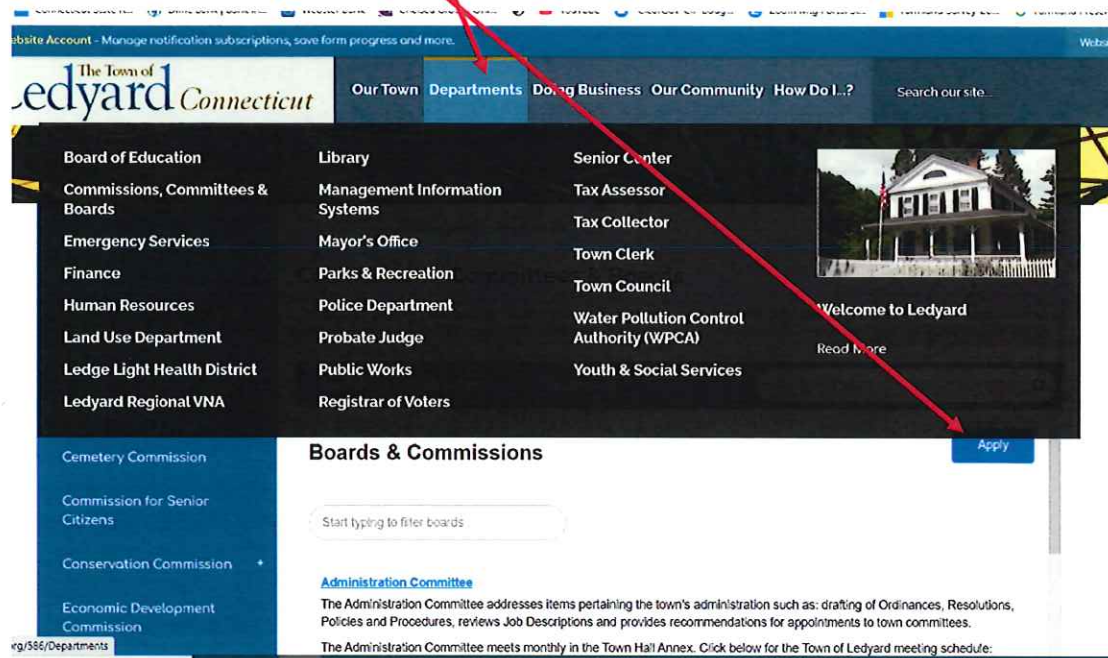 ebsite Account - Manage notification subscriptions, save form progress and more.
Websi
The Town of
Ledyard Connecticut
Our Town Departments Doing Business Our Community How Do I...? Search our site...
Board of Education
Commissions, Committees &
Boards
Emergency Services
Finance
Human Resources
Land Use Department
Ledge Light Health District
Ledyard Regional VNA
Library
Management Information
Systems
Mayor's Office
Parks & Recreation
Police Department
Probate Judge
Public Works
Registrar of Voters
Senior Center
Tax Assessor
Tax Collector
Town Clerk
Town Council
Water Pollution Control
Authority (WPCA)
Youth & Social Services
Welcome to Ledyard
Read More
Apply
Cemetery Commission
Commission for Senior
Citizens
Conservation Commission +
Economic Development
Commission
Boards & Commissions
Start typing to filter boards
Administration Committee
The Administration Committee addresses items pertaining the town's administration such as: drafting of Ordinances, Resolutions,
Policies and Procedures, reviews Job Descriptions and provides recommendations for appointments to town committees.
The Administration Committee meets monthly in the Town Hall Annex. Click below for the Town of Ledyard meeting schedule:
org/586/Departments